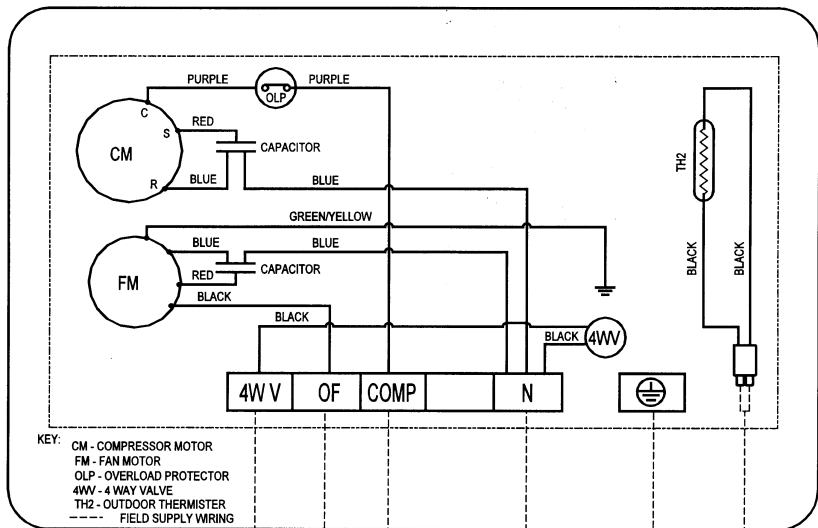 PURPLE
PURPLE
OLP
C
RED
S
CM
CAPACITOR
R
BLUE
BLUE
TH2
GREEN/YELLOW
BLUE
BLUE
FM
RED
CAPACITOR
BLACK
BLACK
BLACK
BLACK
BLACK
4WV
4W V
OF
COMP
N
KEY:
CM - COMPRESSOR MOTOR
FM - FAN MOTOR
OLP - OVERLOAD PROTECTOR
4WV - 4 WAY VALVE
TH2 - OUTDOOR THERMISTER
----- FIELD SUPPLY WIRING